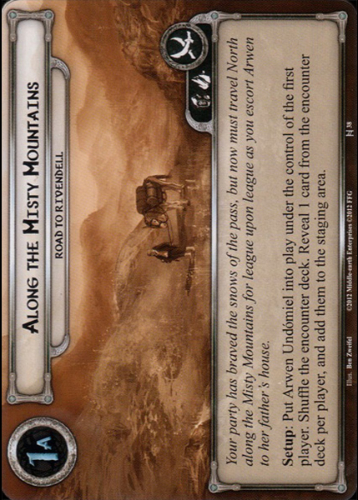 1A
Along the Misty Mountains
Road to Rivendell
Your party has braved the snows of the pass, but now must travel North
along the Misty Mountains for league upon league as you escort Arwen
to her father's house.
Setup: Put Arwen Undómiel into play under the control of the first
player. Shuffle the encounter deck. Reveal 1 card from the encounter
deck per player, and add them to the staging area.
Illus. Ben Zweifel ©2012 Middle-earth Enterprises ©2012 FFG 38